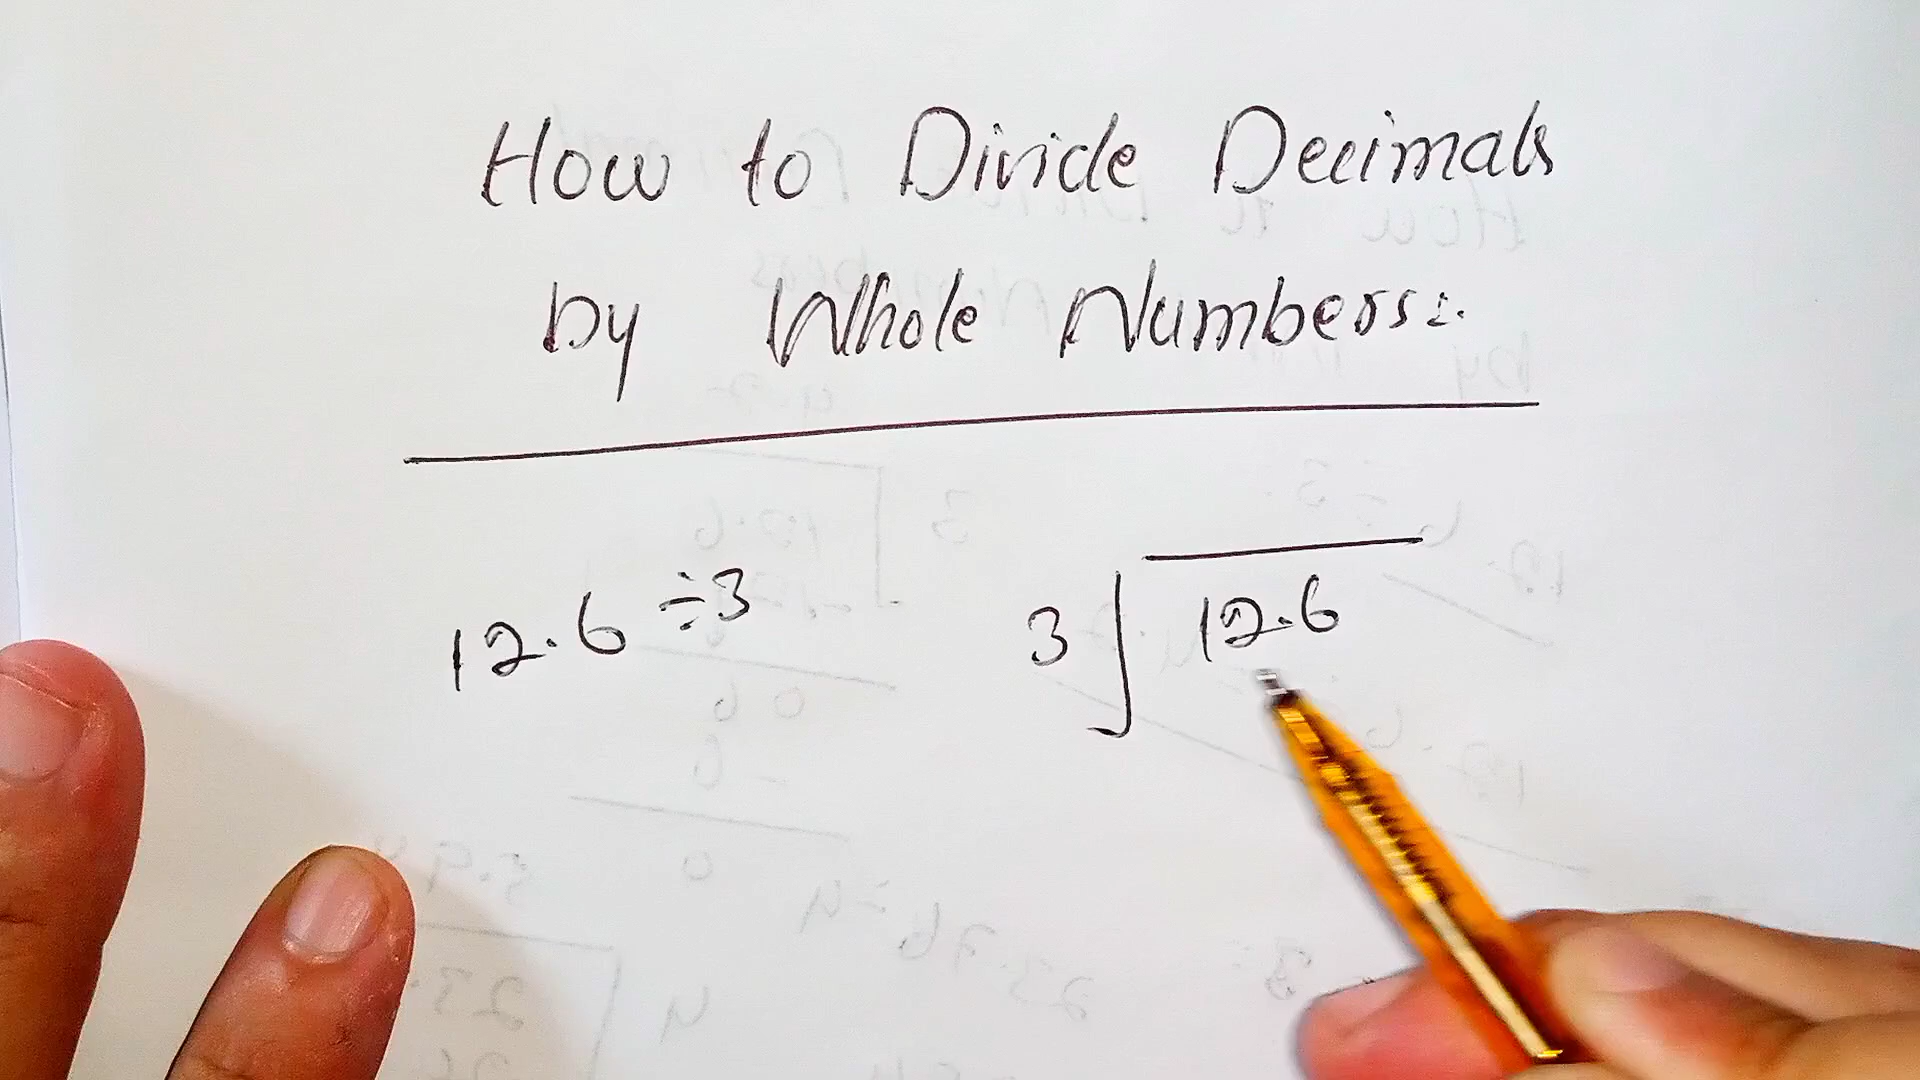 How to Divide Decimals
by Whole Numbers:.
12.6 ÷3
3 12.6